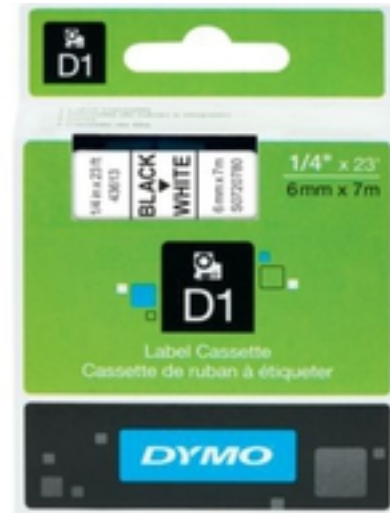 D1
1/4 in x 23 ft
43613
BLACK
WHITE
6 mm x 7 m
S0720780
1/4" x 23'
6mm x 7m
D1
Label Cassette
Cassette de ruban à étiqueter
DYMO